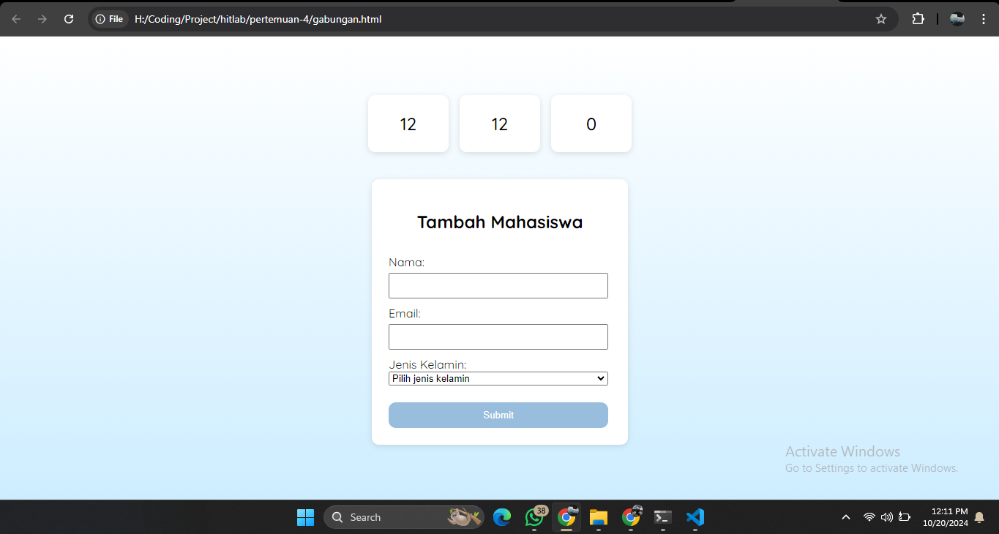 File H:/Coding/Project/hitlab/pertemuan-4/gabungan.html
12 12 0
Tambah Mahasiswa
Nama:
Email:
Jenis Kelamin:
Pilih jenis kelamin
Submit
Activate Windows
Go to Settings to activate Windows.
Search
38
12:11 PM
10/20/2024